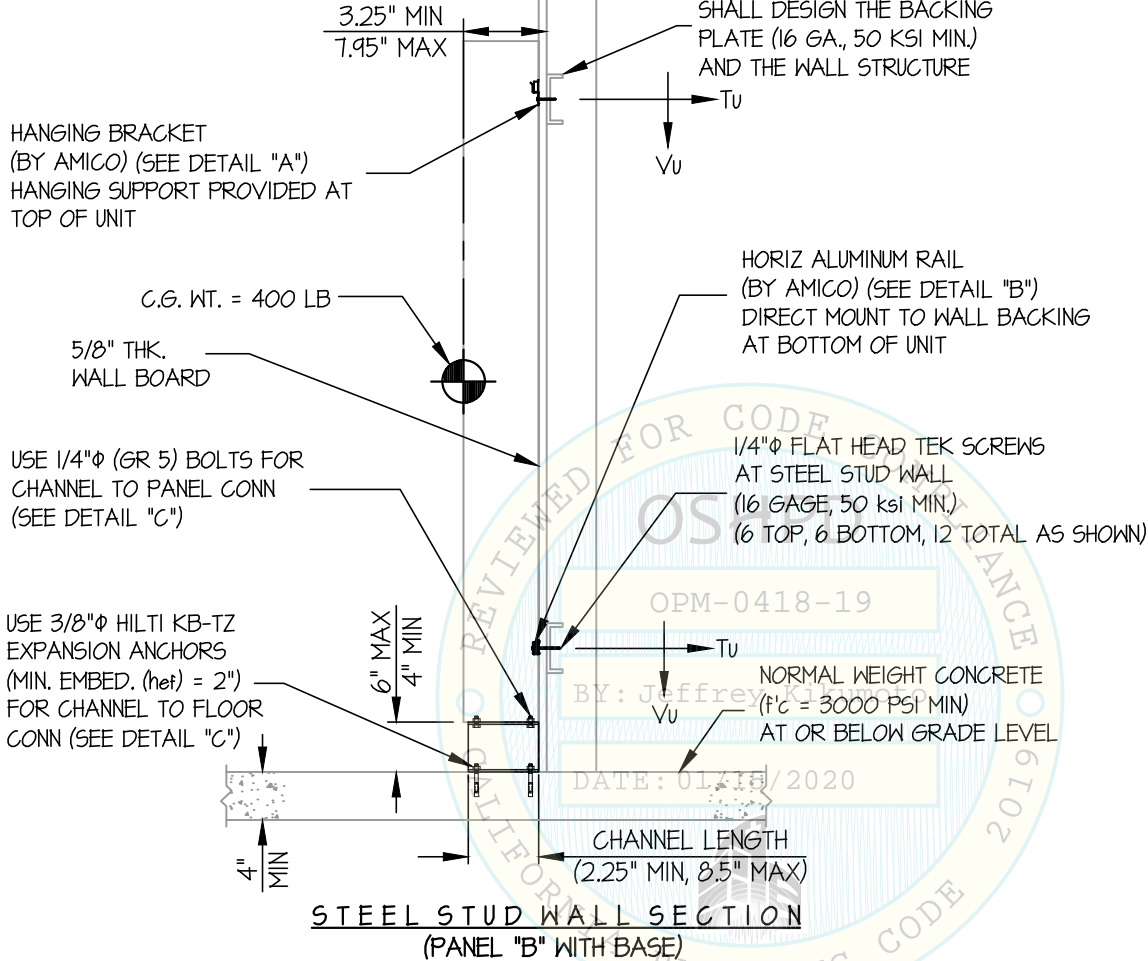 3.25" MIN
7.95" MAX
SHALL DESIGN THE BACKING
PLATE (16 GA., 50 KSI MIN.)
AND THE WALL STRUCTURE
Tu
Vu
HANGING BRACKET
(BY AMICO) (SEE DETAIL "A")
HANGING SUPPORT PROVIDED AT
TOP OF UNIT
HORIZ ALUMINUM RAIL
(BY AMICO) (SEE DETAIL "B")
DIRECT MOUNT TO WALL BACKING
AT BOTTOM OF UNIT
C.G. WT. = 400 LB
5/8" THK.
WALL BOARD
1/4"Φ FLAT HEAD TEK SCREWS
AT STEEL STUD WALL
(16 GAGE, 50 ksi MIN.)
(6 TOP, 6 BOTTOM, 12 TOTAL AS SHOWN)
USE 1/4"Φ (GR 5) BOLTS FOR
CHANNEL TO PANEL CONN
(SEE DETAIL "C")
USE 3/8"Φ HILTI KB-TZ
EXPANSION ANCHORS
(MIN. EMBED. (hef) = 2")
FOR CHANNEL TO FLOOR
CONN (SEE DETAIL "C")
6" MAX
4" MIN
Tu
Vu
NORMAL WEIGHT CONCRETE
(f'c = 3000 PSI MIN)
AT OR BELOW GRADE LEVEL
4"
MIN
CHANNEL LENGTH
(2.25" MIN, 8.5" MAX)
STEEL STUD WALL SECTION
(PANEL "B" WITH BASE)
REVIEWED FOR CODE COMPLIANCE
OSHPD
OPM-0418-19
BY: Jeffrey Kikumoto
DATE: 01/15/2020
CODE
2019